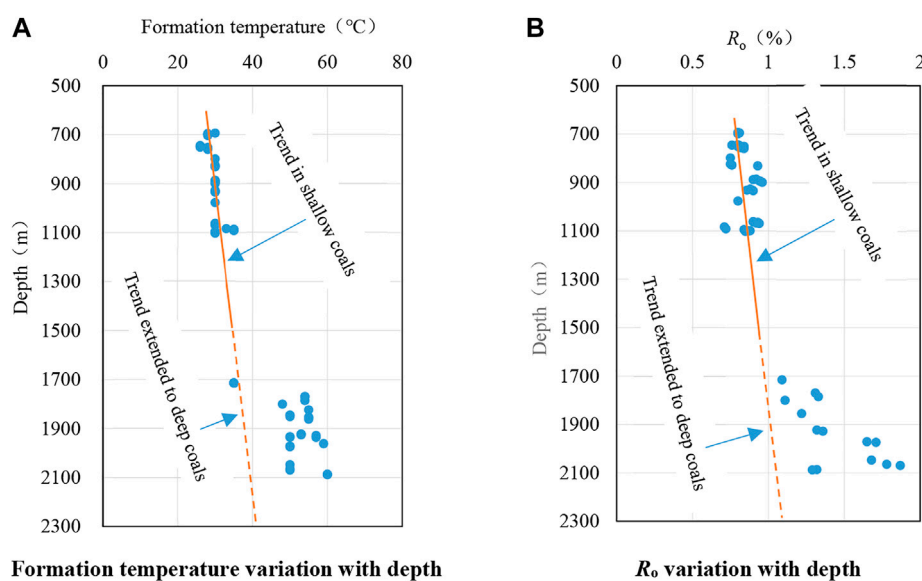 A
Formation temperature（℃）
0 20 40 60 80
500
700
900
1100
1300
1500
1700
1900
2100
2300
Depth（m）
Trend in shallow coals
Trend extended to deep coals
Formation temperature variation with depth
B
Ro（%）
0 0.5 1 1.5 2
500
700
900
1100
1300
1500
1700
1900
2100
2300
Depth（m）
Trend in shallow coals
Trend extended to deep coals
Ro variation with depth